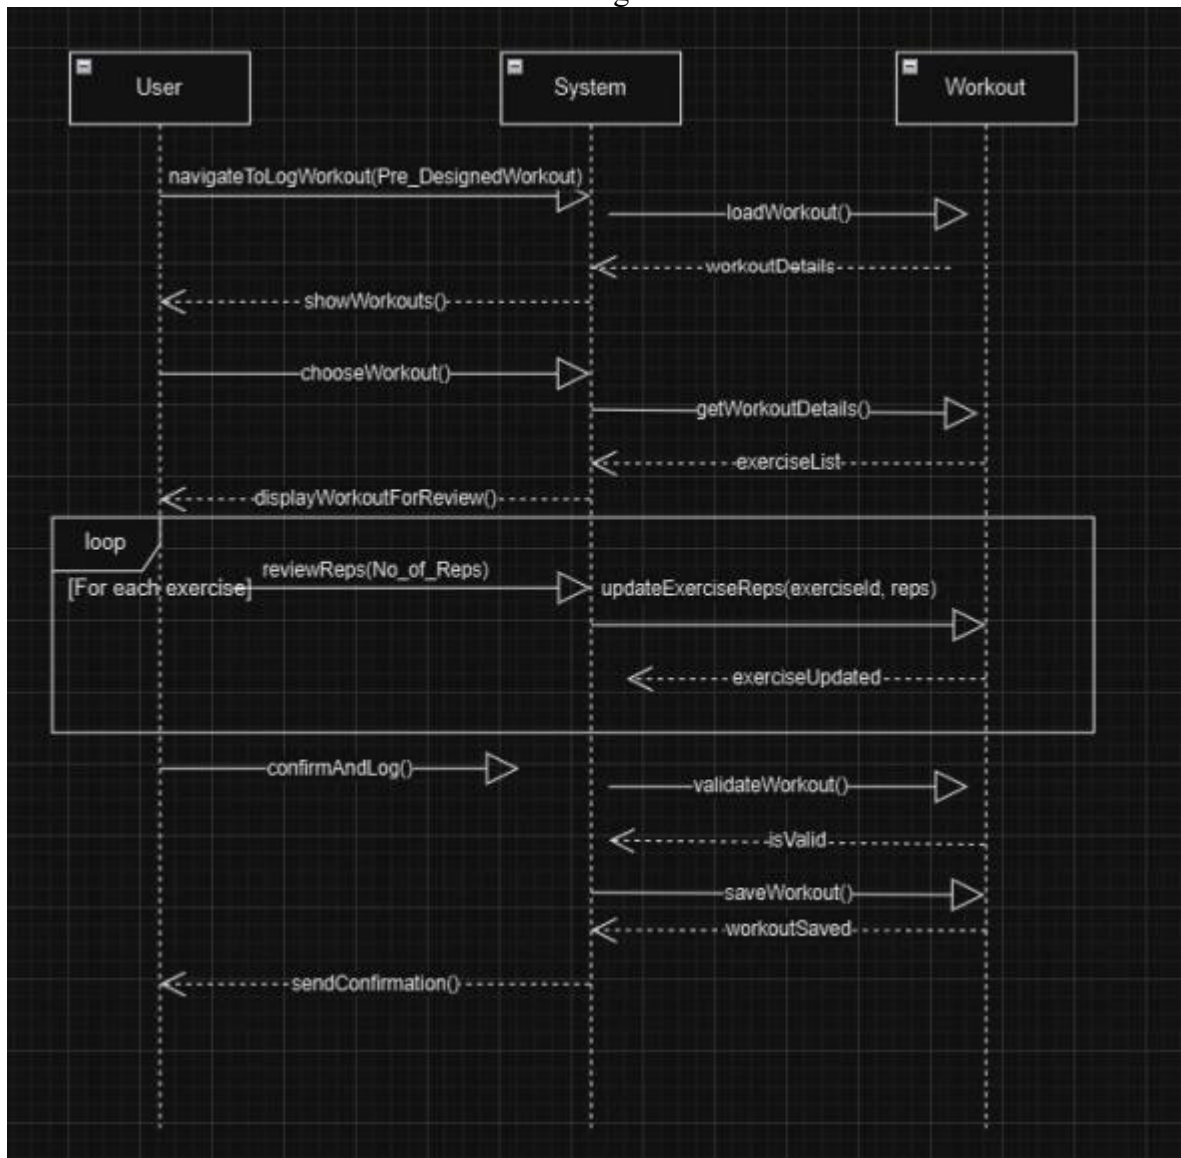 User
System
Workout
navigateToLogWorkout(Pre_DesignedWorkout)
loadWorkout()
workoutDetails
showWorkouts()
chooseWorkout()
getWorkoutDetails()
exerciseList
displayWorkoutForReview()
loop
[For each exercise]
reviewReps(No_of_Reps)
updateExerciseReps(exerciseId, reps)
exerciseUpdated
confirmAndLog()
validateWorkout()
isValid
saveWorkout()
workoutSaved
sendConfirmation()